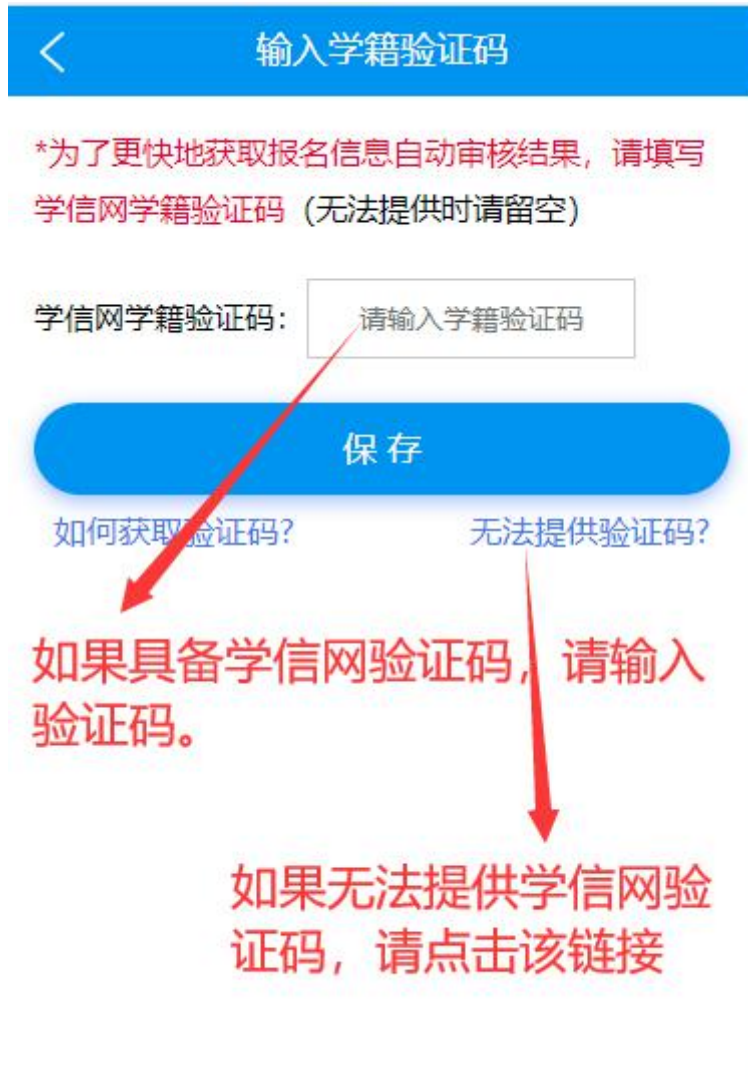 输入学籍验证码
*为了更快地获取报名信息自动审核结果，请填写
学信网学籍验证码（无法提供时请留空）
学信网学籍验证码：
请输入学籍验证码
保存
如何获取验证码？
无法提供验证码？
如果具备学信网验证码，请输入
验证码。
如果无法提供学信网验
证码，请点击该链接